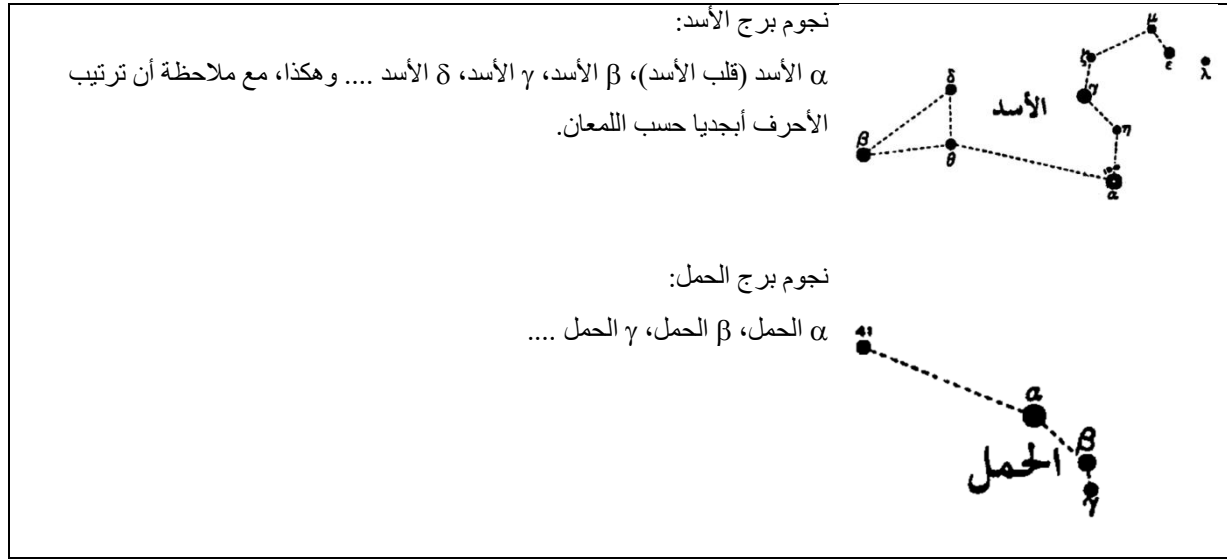 نجوم برج الأسد:
α الأسد (قلب الأسد)، β الأسد، γ الأسد، δ الأسد .... وهكذا، مع ملاحظة أن ترتيب
الأحرف أبجديا حسب اللمعان.
μ
ζ
ε
λ
δ
γ
الأسد
η
β
θ
α
نجوم برج الحمل:
α الحمل، β الحمل، γ الحمل ....
41
α
β
الحمل
γ